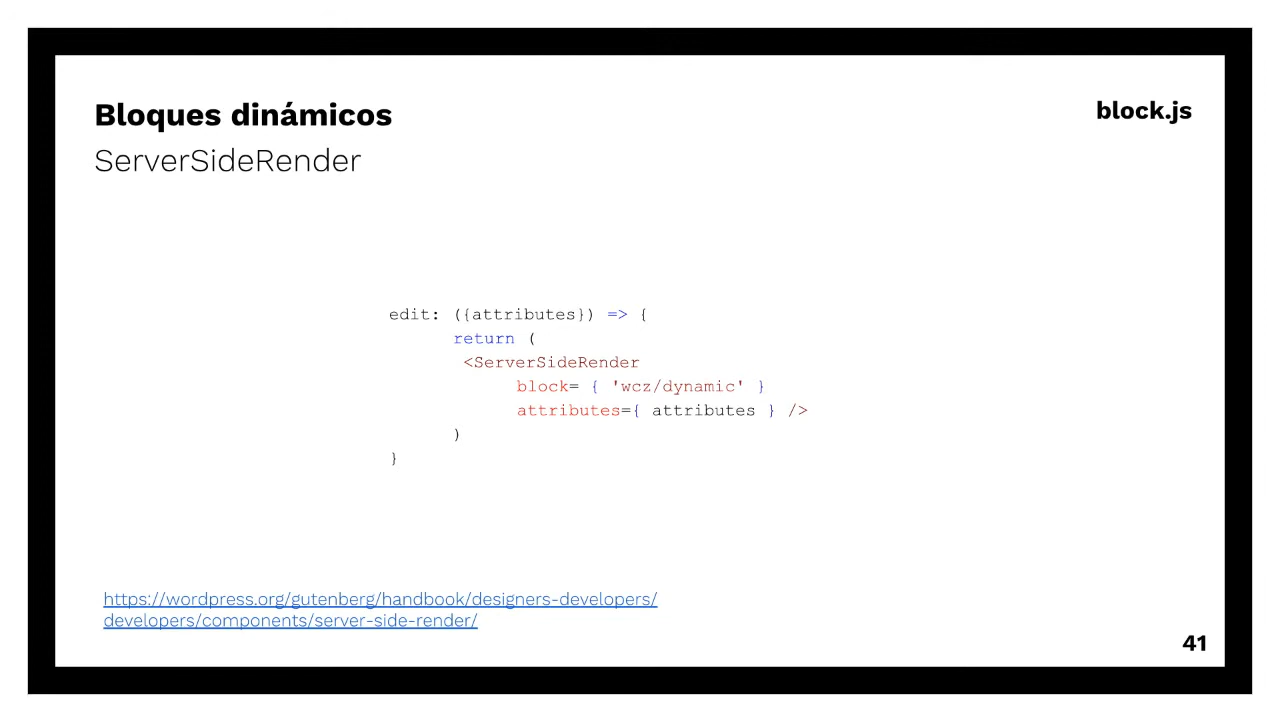 Bloques dinámicos
block.js
ServerSideRender
edit: ({attributes}) => {
return (
<ServerSideRender
block= { 'wcz/dynamic' }
attributes={ attributes } />
)
}
https://wordpress.org/gutenberg/handbook/designers-developers/
developers/components/server-side-render/
41